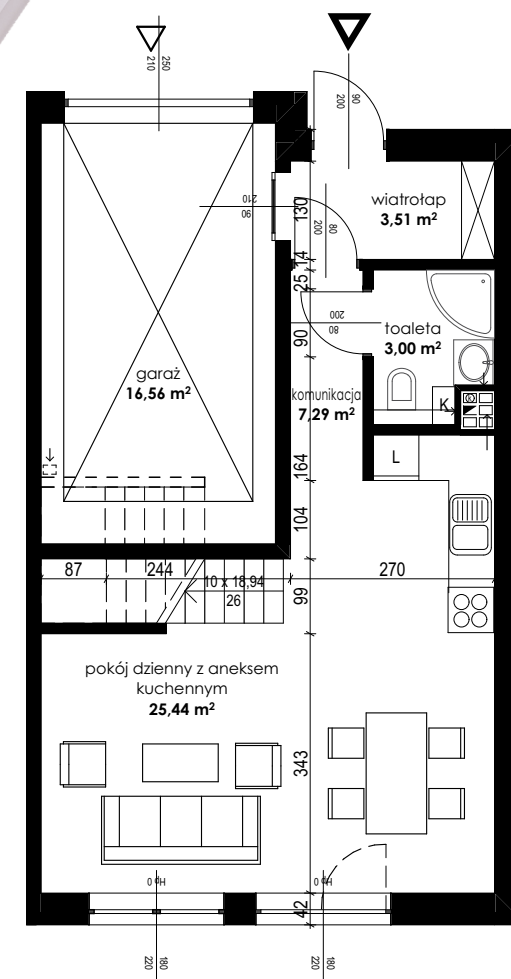 250
210
90
200
90
210
130
80
200
wiatrołap
3,51 m²
14
25
200
80
toaleta
3,00 m²
90
garaż
16,56 m²
komunikacja
7,29 m²
K
L
164
104
87
244
10 x 18,94
26
99
270
pokój dzienny z aneksem
kuchennym
25,44 m²
343
Hp 0
Hp 0
42
180
220
180
220